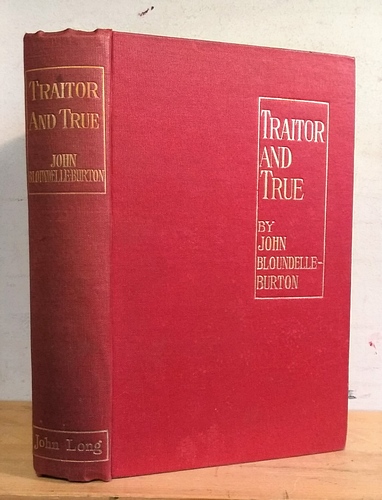 TRAITOR
AND TRUE
JOHN
BLOUNDELLE-BURTON
John Long
TRAITOR
AND
TRUE
BY
JOHN
BLOUNDELLE-
BURTON